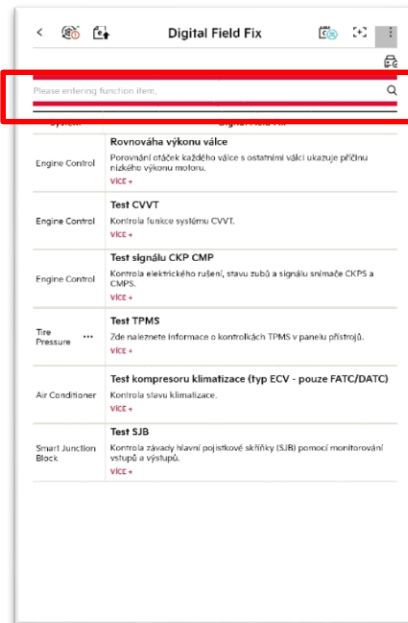 Digital Field Fix
Please entering function item.
Rovnováha výkonu válce
Engine Control
Porovnání otáček každého válce s ostatními válci ukazuje příčinu
nízkého výkonu motoru.
VÍCE +
Test CVVT
Engine Control
Kontrola funkce systému CVVT.
VÍCE +
Test signálu CKP CMP
Engine Control
Kontrola elektrického rušení, stavu zubů a signálu snímače CKPS a
CMPS.
VÍCE +
Test TPMS
Tire
Pressure
Zde naleznete informace o kontrolkách TPMS v panelu přístrojů.
VÍCE +
Test kompresoru klimatizace (typ ECV - pouze FATC/DATC)
Air Conditioner
Kontrola stavu klimatizace.
VÍCE +
Test SJB
Smart Junction
Block
Kontrola závady hlavní pojistkové skříňky (SJB) pomocí monitorování
vstupů a výstupů.
VÍCE +